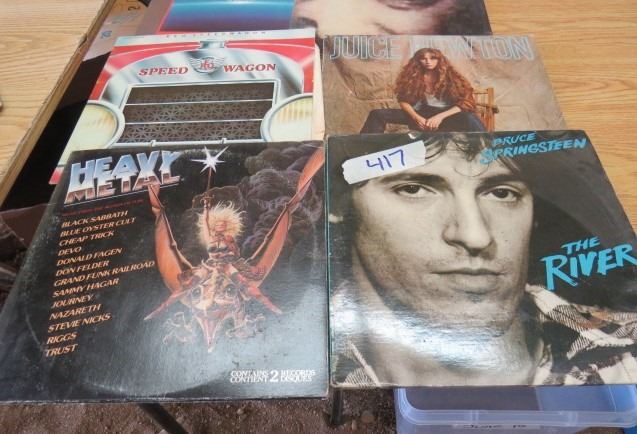 REO SPEEDWAGON
SPEED WAGON
JUICE NEWTON
417
BRUCE
SPRINGSTEEN
THE
RIVER
HEAVY
METAL
BLACK SABBATH
BLUE OYSTER CULT
CHEAP TRICK
DEVO
DONALD FAGEN
DON FELDER
GRAND FUNK RAILROAD
SAMMY HAGAR
JOURNEY
NAZARETH
STEVIE NICKS
RIGGS
TRUST
CONTAINS 2 RECORDS
CONTIENT DISQUES